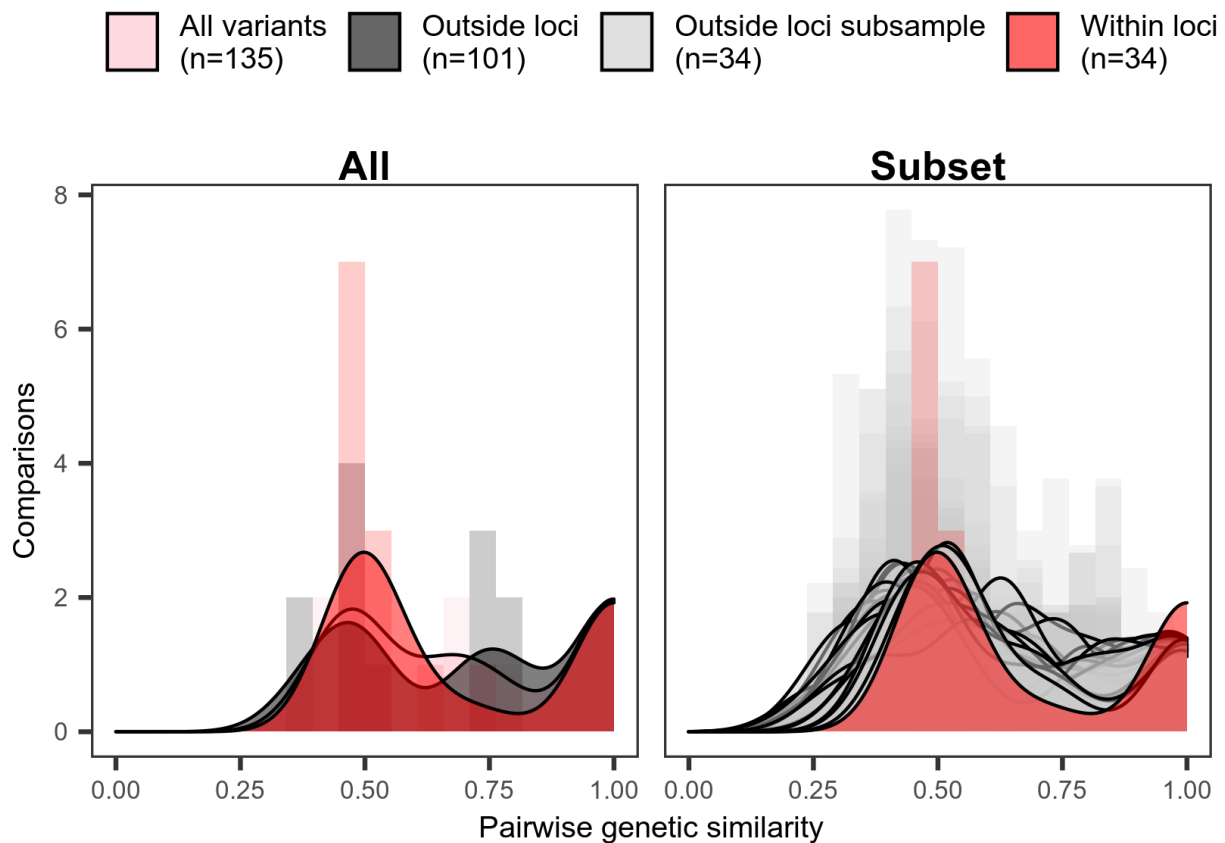 All variants
(n=135)
Outside loci
(n=101)
Outside loci subsample
(n=34)
Within loci
(n=34)
All
Subset
8
6
4
2
0
Comparisons
0.00
0.25
0.50
0.75
1.00
0.00
0.25
0.50
0.75
1.00
Pairwise genetic similarity